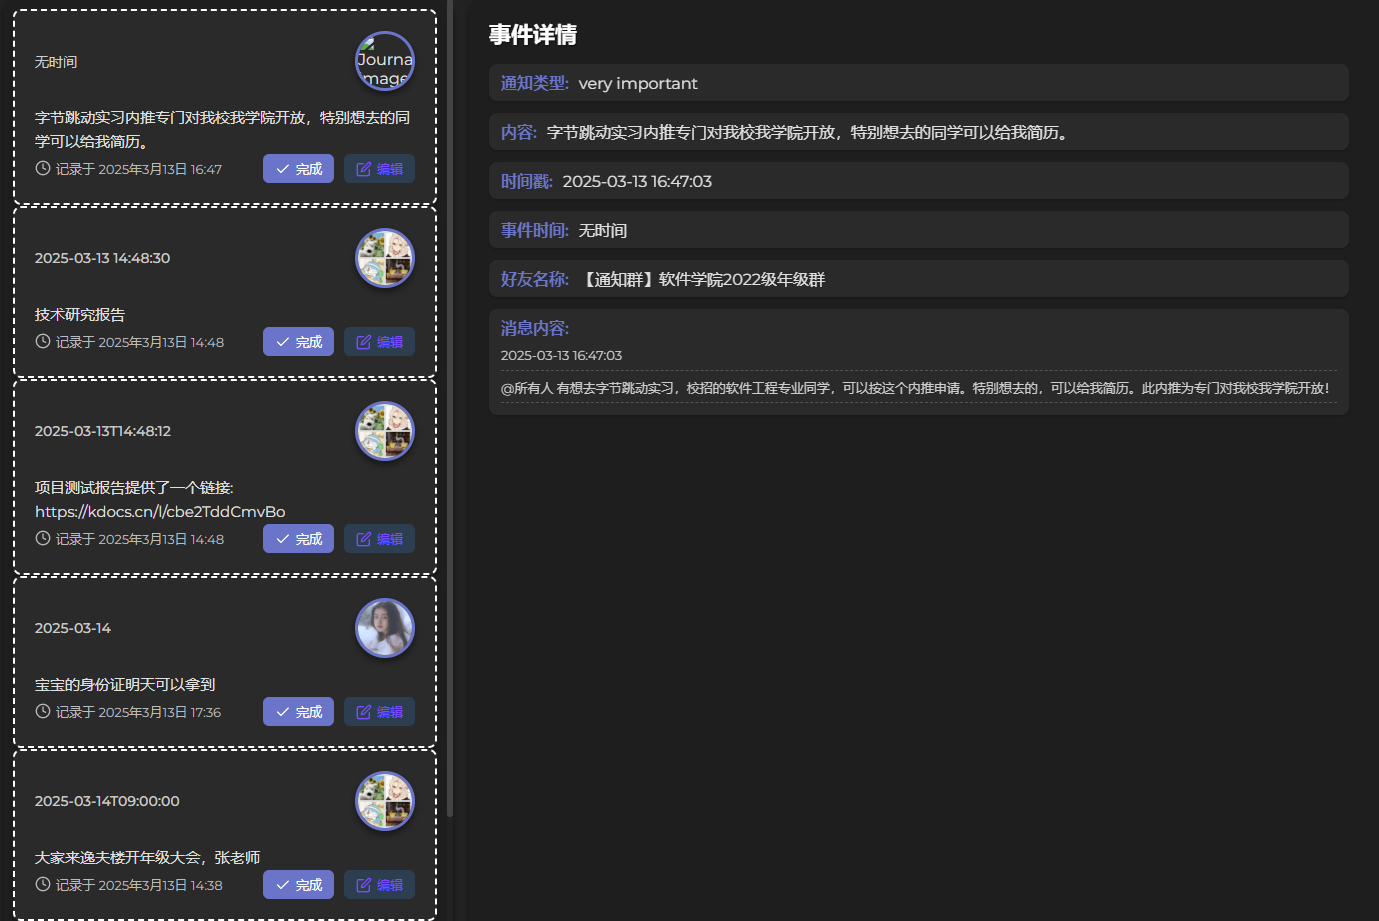 无时间
Journa
image
字节跳动实习内推专门对我校我学院开放，特别想去的同
学可以给我简历。
记录于 2025年3月13日 16:47
完成
编辑
2025-03-13 14:48:30
技术研究报告
记录于 2025年3月13日 14:48
完成
编辑
2025-03-13T14:48:12
项目测试报告提供了一个链接:
https://kdocs.cn/l/cbe2TddCmvBo
记录于 2025年3月13日 14:48
完成
编辑
2025-03-14
宝宝的身份证明天可以拿到
记录于 2025年3月13日 17:36
完成
编辑
2025-03-14T09:00:00
大家来逸夫楼开年级大会，张老师
记录于 2025年3月13日 14:38
完成
编辑
事件详情
通知类型: very important
内容: 字节跳动实习内推专门对我校我学院开放，特别想去的同学可以给我简历。
时间戳: 2025-03-13 16:47:03
事件时间: 无时间
好友名称: 【通知群】软件学院2022级年级群
消息内容:
2025-03-13 16:47:03
@所有人 有想去字节跳动实习，校招的软件工程专业同学，可以按这个内推申请。特别想去的，可以给我简历。此内推为专门对我校我学院开放！